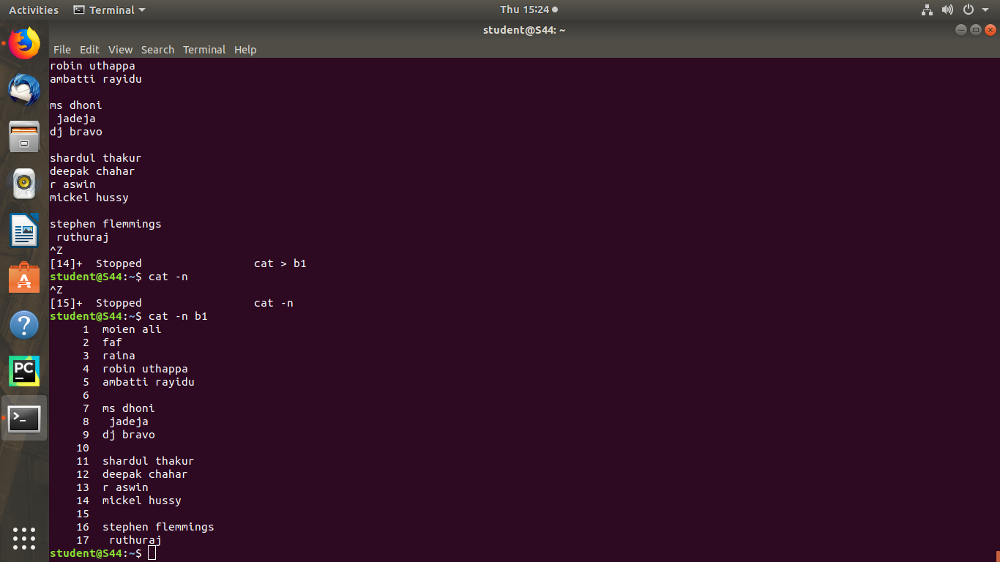 Activities Terminal Thu 15:24
student@S44: ~
File Edit View Search Terminal Help
robin uthappa
ambatti rayidu

ms dhoni
 jadeja
dj bravo

shardul thakur
deepak chahar
r aswin
mickel hussy

stephen flemmings
 ruthuraj
^Z
[14]+  Stopped                 cat > b1
student@S44:~$ cat -n
^Z
[15]+  Stopped                 cat -n
student@S44:~$ cat -n b1
     1  moien ali
     2  faf
     3  raina
     4  robin uthappa
     5  ambatti rayidu
     6
     7  ms dhoni
     8   jadeja
     9  dj bravo
    10
    11  shardul thakur
    12  deepak chahar
    13  r aswin
    14  mickel hussy
    15
    16  stephen flemmings
    17   ruthuraj
student@S44:~$
A
?
PC
>_